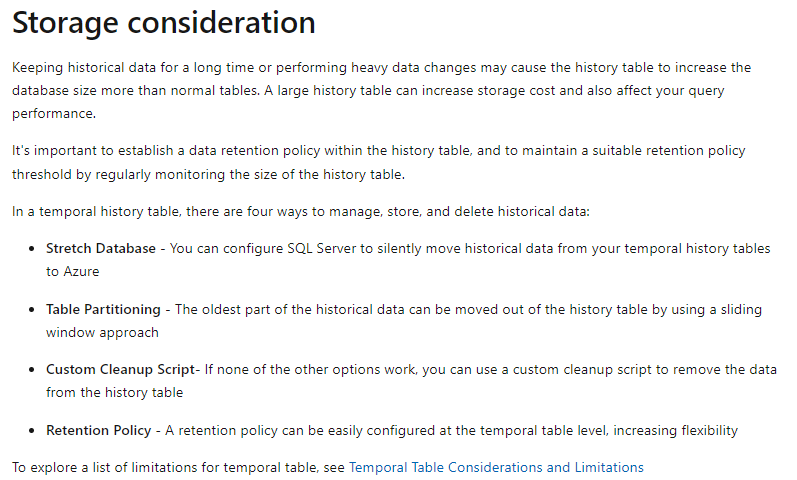 Storage consideration
Keeping historical data for a long time or performing heavy data changes may cause the history table to increase the
database size more than normal tables. A large history table can increase storage cost and also affect your query
performance.
It's important to establish a data retention policy within the history table, and to maintain a suitable retention policy
threshold by regularly monitoring the size of the history table.
In a temporal history table, there are four ways to manage, store, and delete historical data:
• Stretch Database - You can configure SQL Server to silently move historical data from your temporal history tables
to Azure
• Table Partitioning - The oldest part of the historical data can be moved out of the history table by using a sliding
window approach
• Custom Cleanup Script- If none of the other options work, you can use a custom cleanup script to remove the data
from the history table
• Retention Policy - A retention policy can be easily configured at the temporal table level, increasing flexibility
To explore a list of limitations for temporal table, see Temporal Table Considerations and Limitations